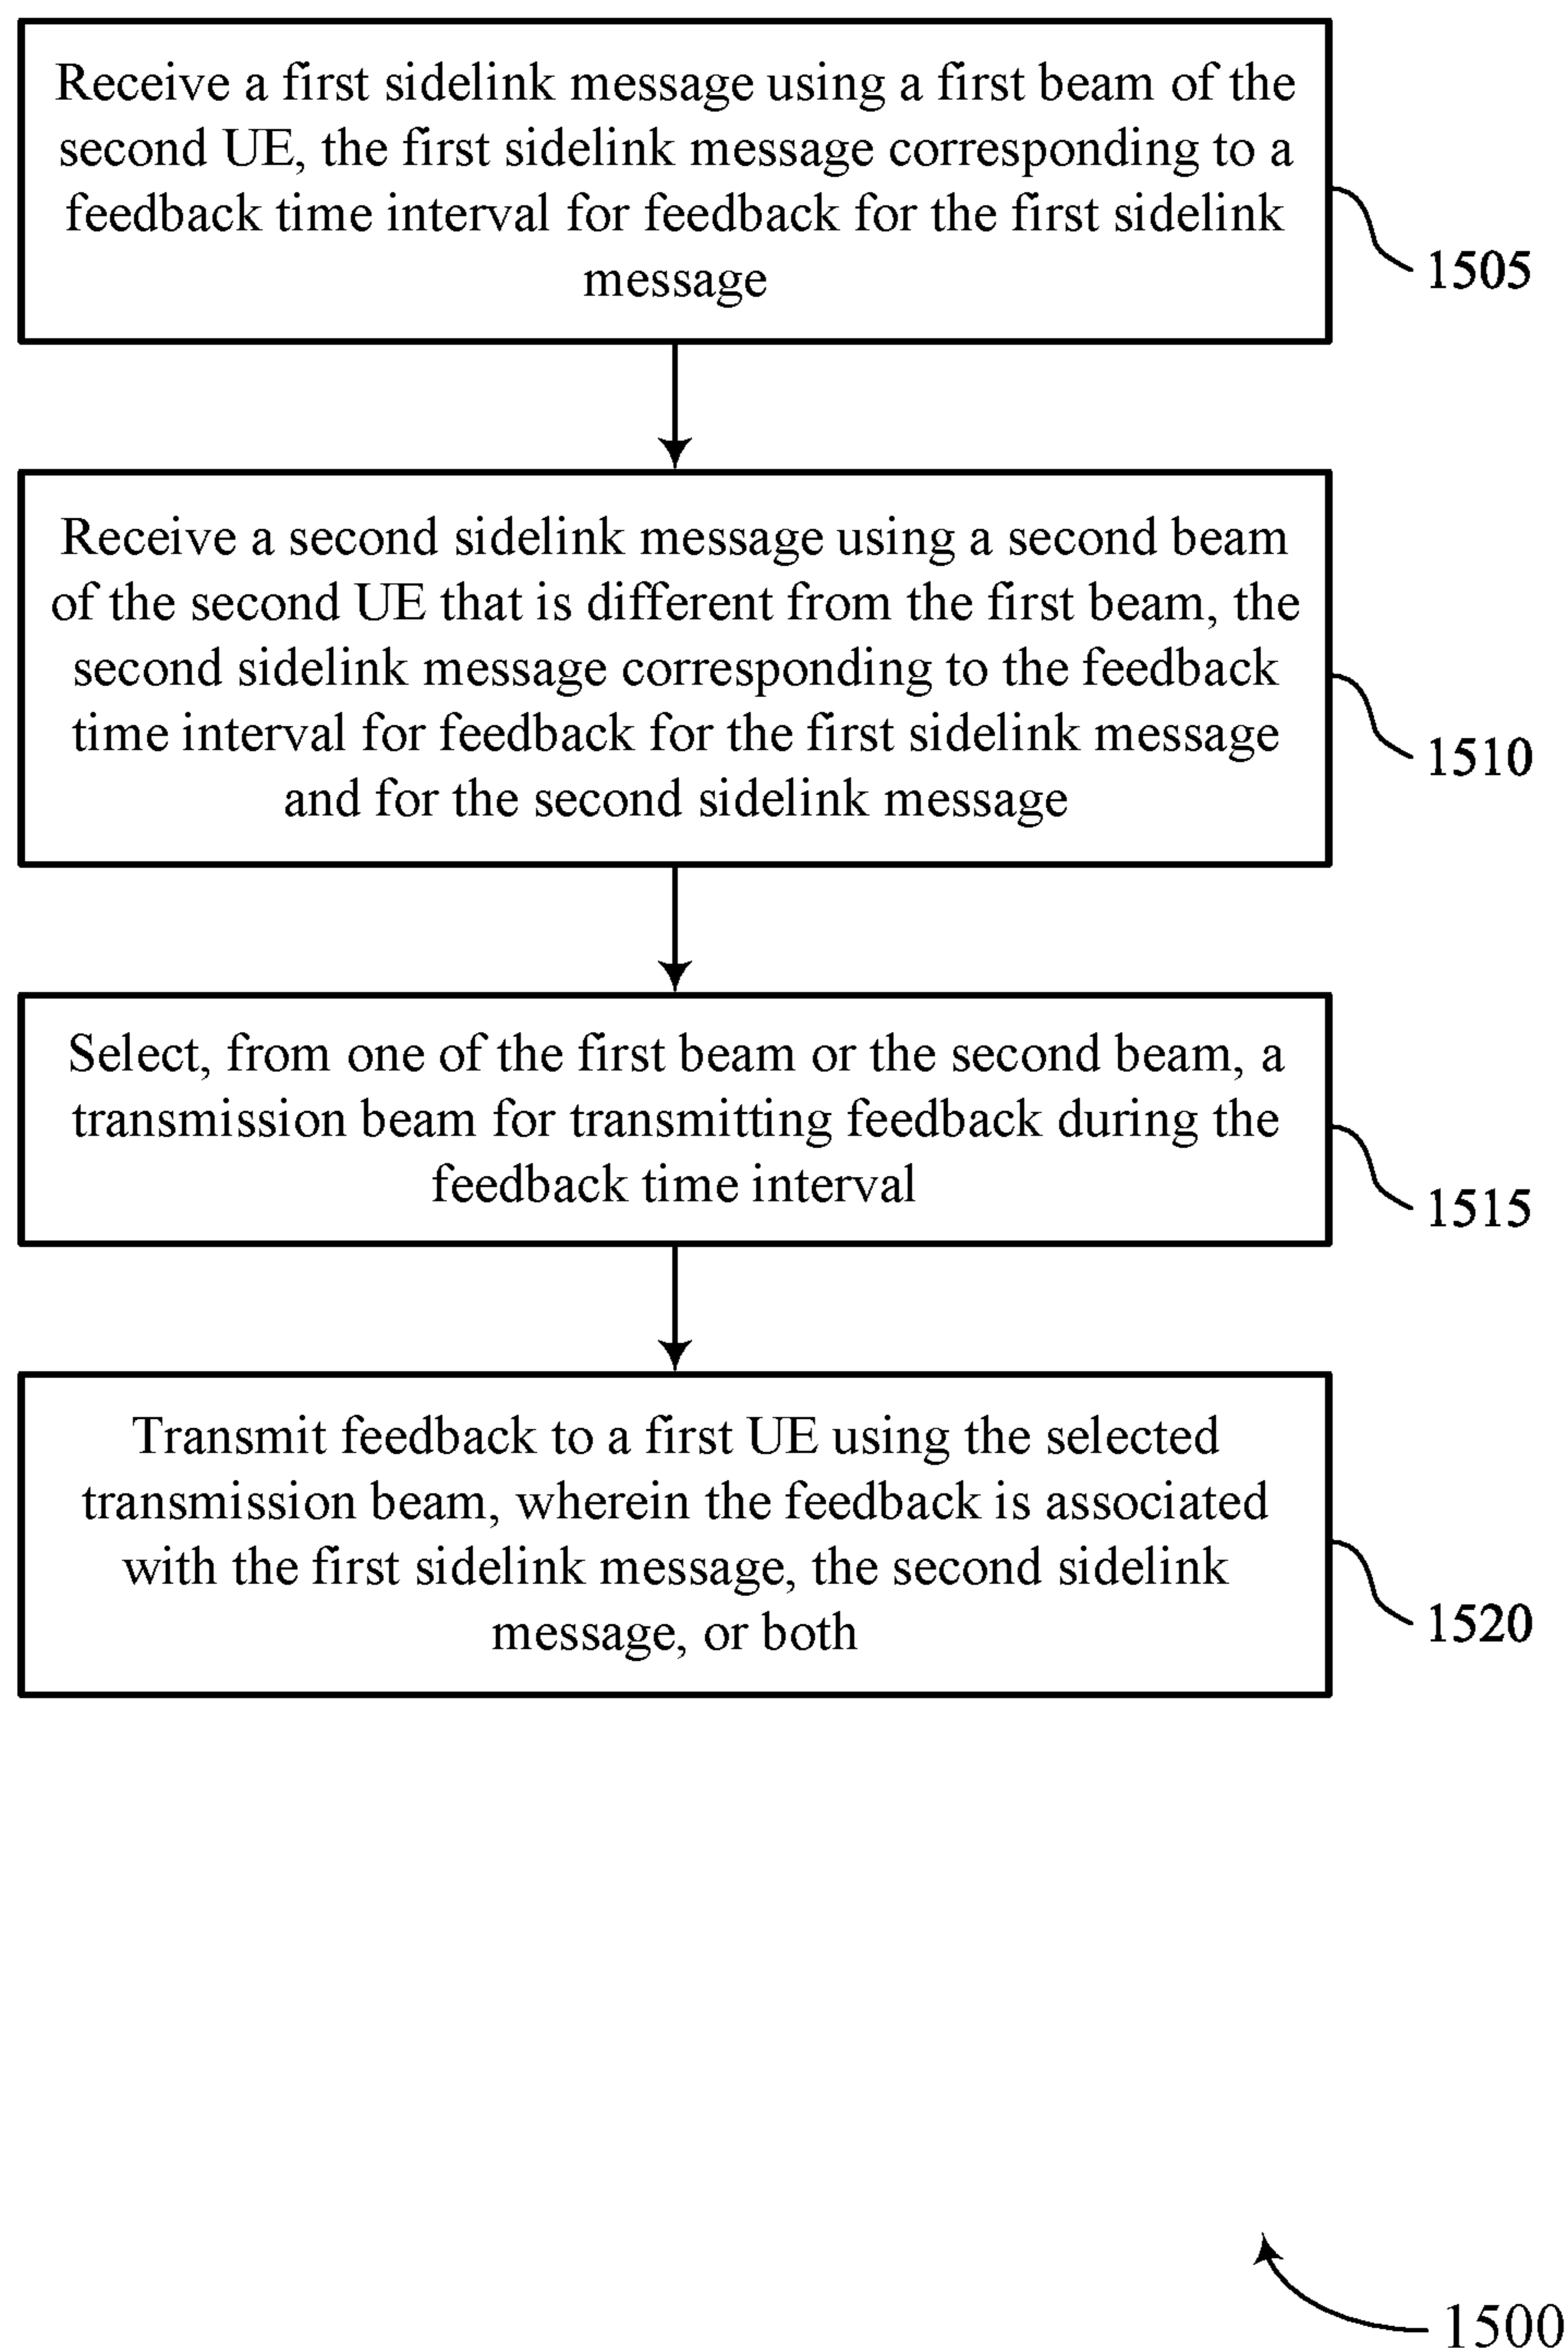 Receive a first sidelink message using a first beam of the
second UE, the first sidelink message corresponding to a
feedback time interval for feedback for the first sidelink
message
1505
Receive a second sidelink message using a second beam
of the second UE that is different from the first beam, the
second sidelink message corresponding to the feedback
time interval for feedback for the first sidelink message
and for the second sidelink message
1510
Select, from one of the first beam or the second beam, a
transmission beam for transmitting feedback during the
feedback time interval
1515
Transmit feedback to a first UE using the selected
transmission beam, wherein the feedback is associated
with the first sidelink message, the second sidelink
message, or both
1520
1500